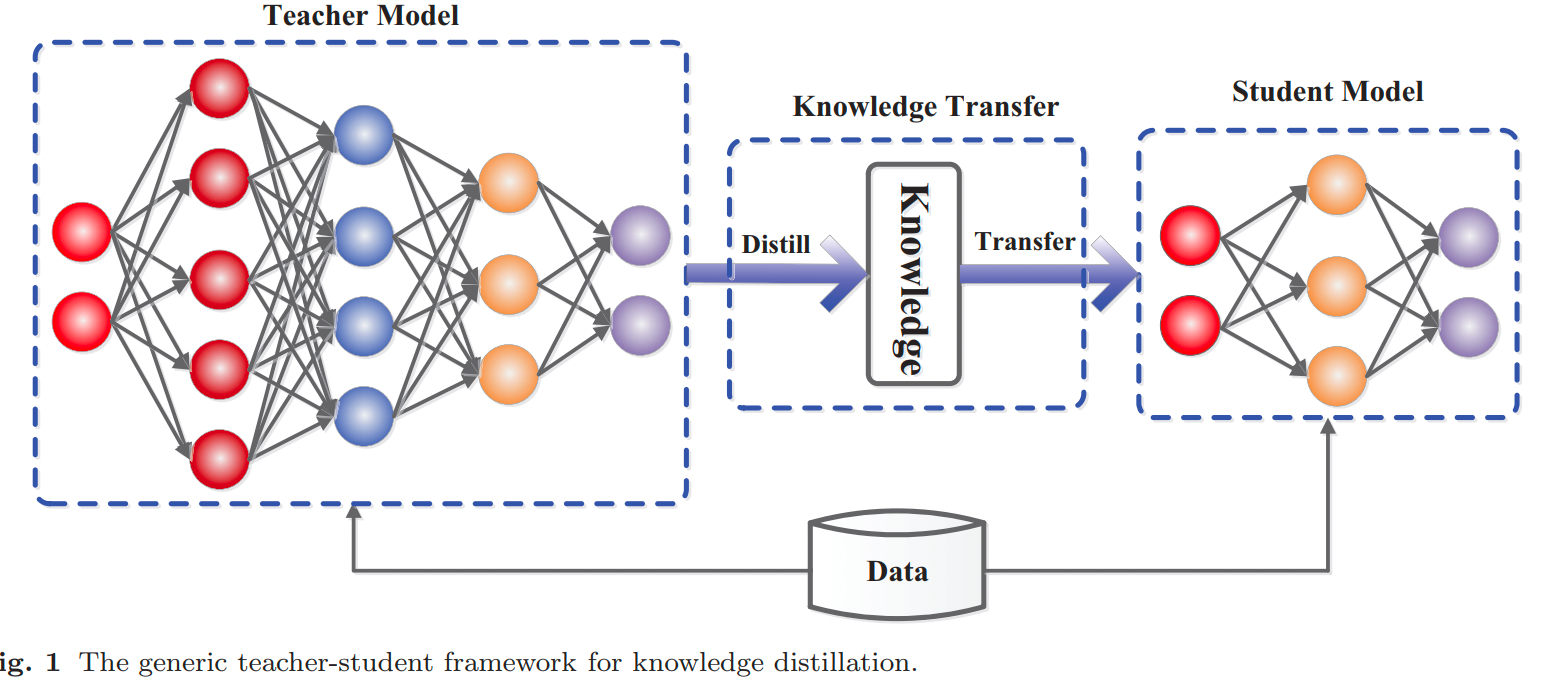 Teacher Model
Knowledge Transfer
Student Model
Distill
Knowledge
Transfer
Data
ig. 1 The generic teacher-student framework for knowledge distillation.